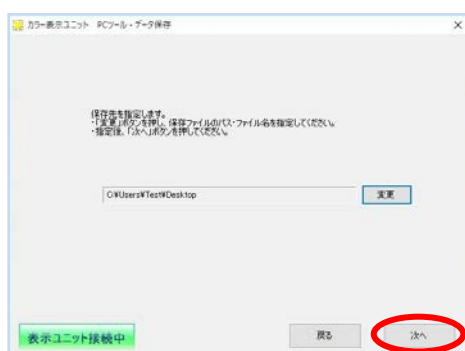 カラー表示ユニット PCツール・データ保存
保存先を指定します。
・「変更」ボタンを押し、保存ファイルのパス・ファイル名を指定してください。
・指定後、「次へ」ボタンを押してください。
C:¥Users¥Test¥Desktop
変更
表示ユニット接続中
戻る
次へ